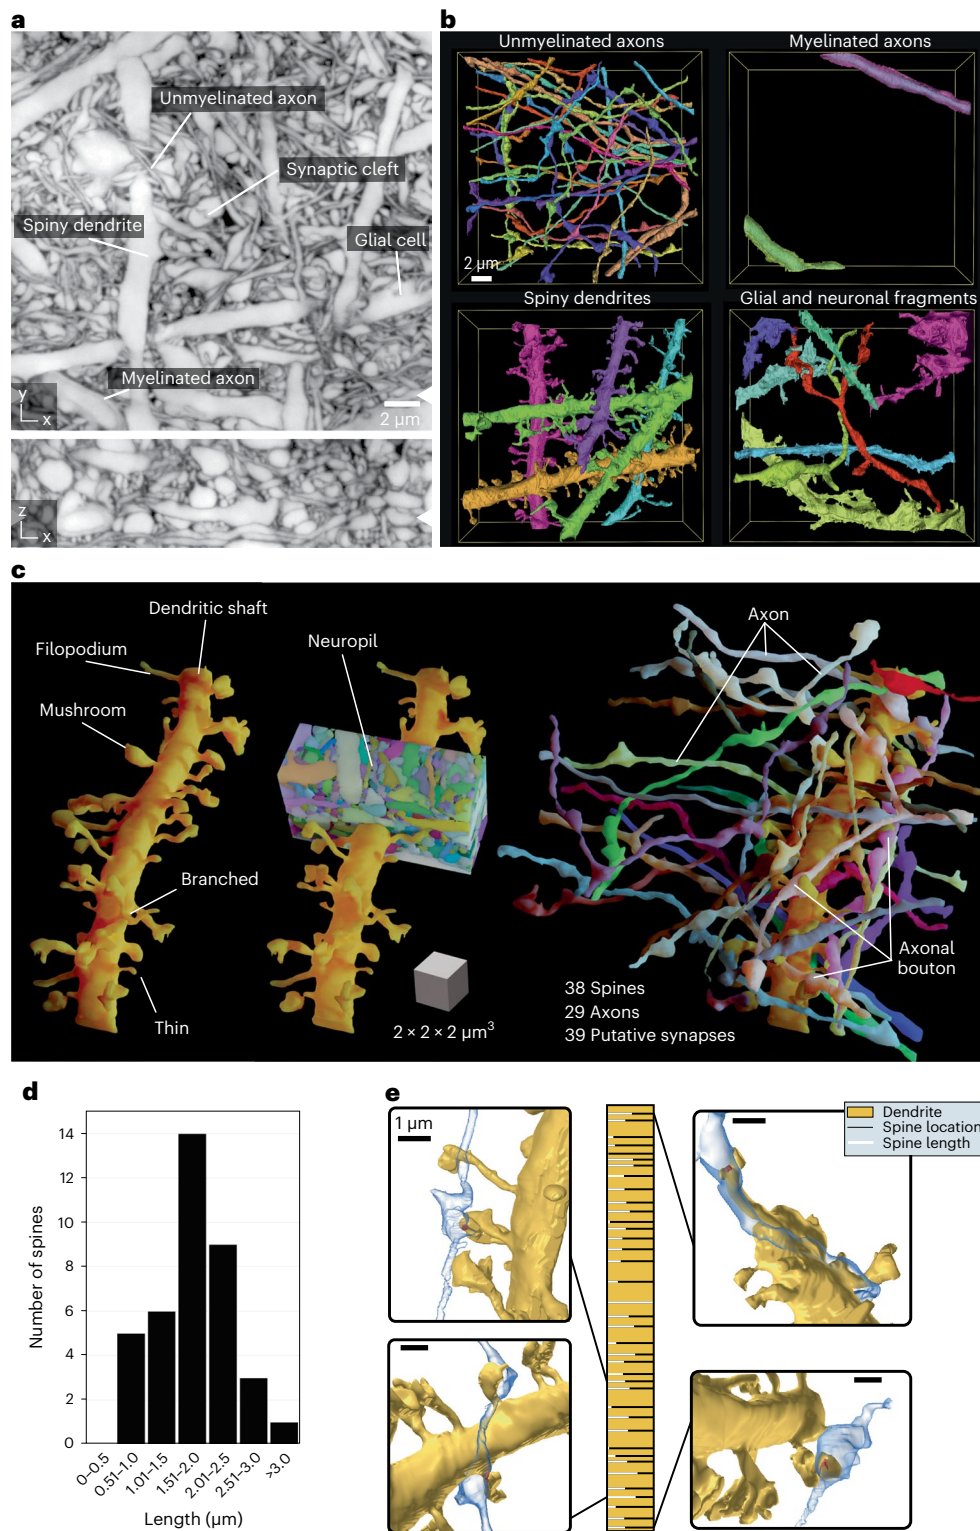 a
Unmyelinated axon
Synaptic cleft
Spiny dendrite
Glial cell
Myelinated axon
y
x
2 μm
z
x
b
Unmyelinated axons
Myelinated axons
2 μm
Spiny dendrites
Glial and neuronal fragments
c
Dendritic shaft
Filopodium
Mushroom
Neuropil
Axon
Branched
Thin
2 × 2 × 2 μm³
38 Spines
29 Axons
39 Putative synapses
Axonal
bouton
d
Number of spines
14
12
10
8
6
4
2
0
0–0.5
0.51–1.0
1.01–1.5
1.51–2.0
2.01–2.5
2.51–3.0
>3.0
Length (μm)
e
1 μm
Dendrite
Spine location
Spine length